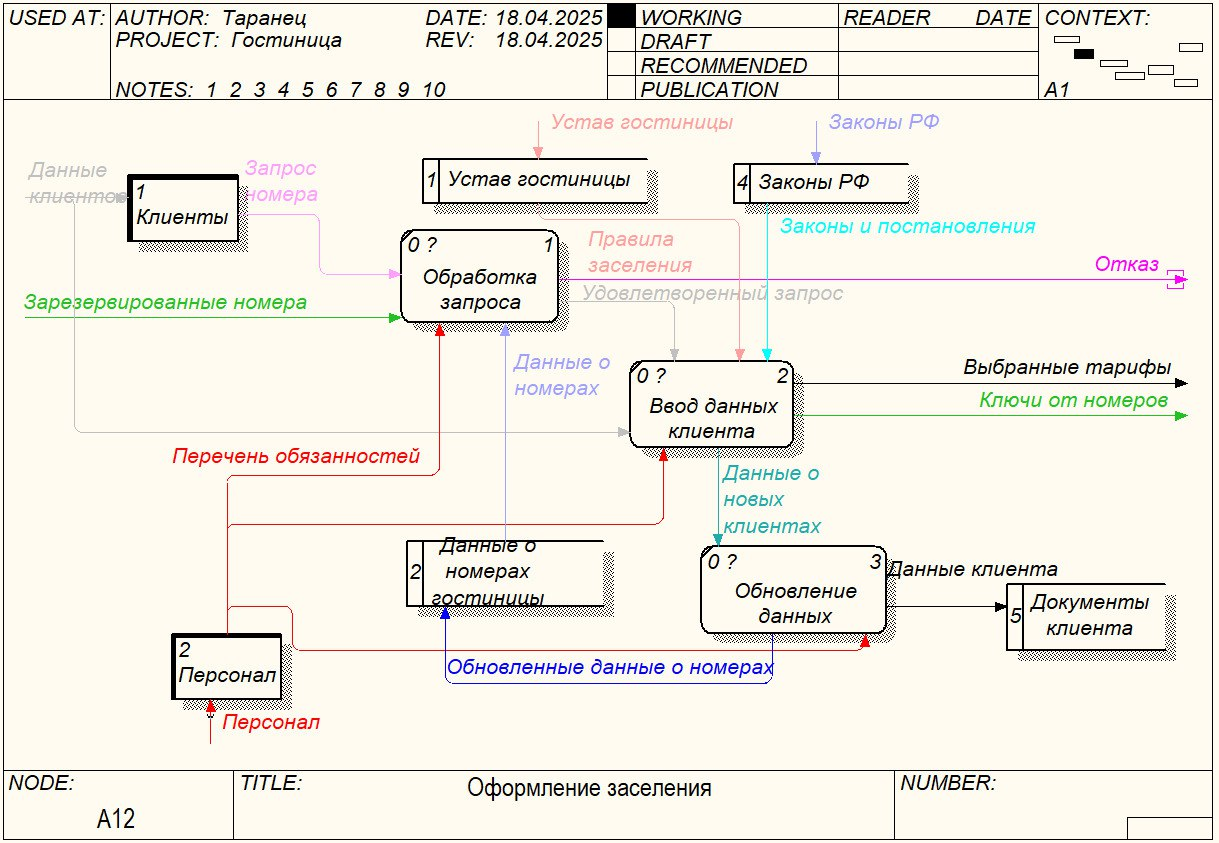 USED AT:
AUTHOR: Таранец
DATE: 18.04.2025
PROJECT: Гостиница
REV: 18.04.2025
NOTES: 1 2 3 4 5 6 7 8 9 10
WORKING
DRAFT
RECOMMENDED
PUBLICATION
READER DATE
CONTEXT:
A1
Устав гостиницы
Законы РФ
Данные
клиентов
1
Клиенты
Запрос
номера
1 Устав гостиницы
4 Законы РФ
Законы и постановления
0 ? 1
Обработка
запроса
Правила
заселения
Отказ
Удовлетворенный запрос
Зарезервированные номера
Данные о
номерах
0 ? 2
Ввод данных
клиента
Выбранные тарифы
Ключи от номеров
Перечень обязанностей
Данные о
новых
клиентах
2
Данные о
номерах
гостиницы
0 ? 3
Обновление
данных
Данные клиента
5
Документы
клиента
2
Персонал
Обновленные данные о номерах
Персонал
NODE:
A12
TITLE:
Оформление заселения
NUMBER: